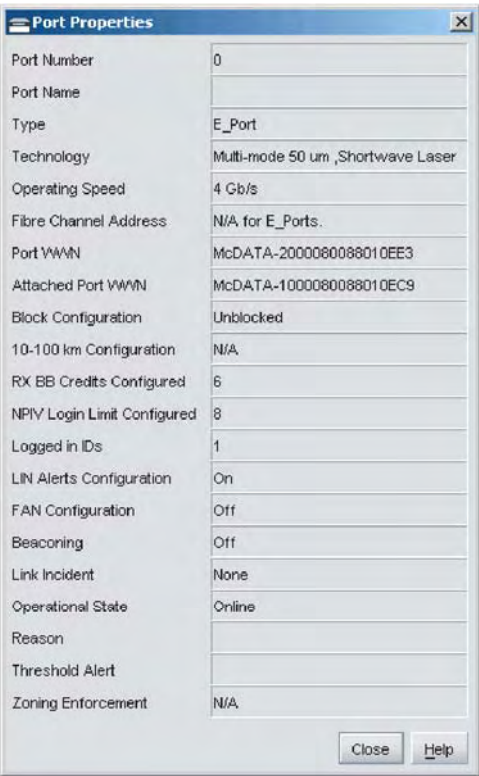 Port Properties
Port Number 0
Port Name
Type E_Port
Technology Multi-mode 50 um ,Shortwave Laser
Operating Speed 4 Gb/s
Fibre Channel Address N/A for E_Ports.
Port WWN McDATA-2000080088010EE3
Attached Port WWN McDATA-1000080088010EC9
Block Configuration Unblocked
10-100 km Configuration N/A
RX BB Credits Configured 6
NPIV Login Limit Configured 8
Logged in IDs 1
LIN Alerts Configuration On
FAN Configuration Off
Beaconing Off
Link Incident None
Operational State Online
Reason
Threshold Alert
Zoning Enforcement N/A
Close Help